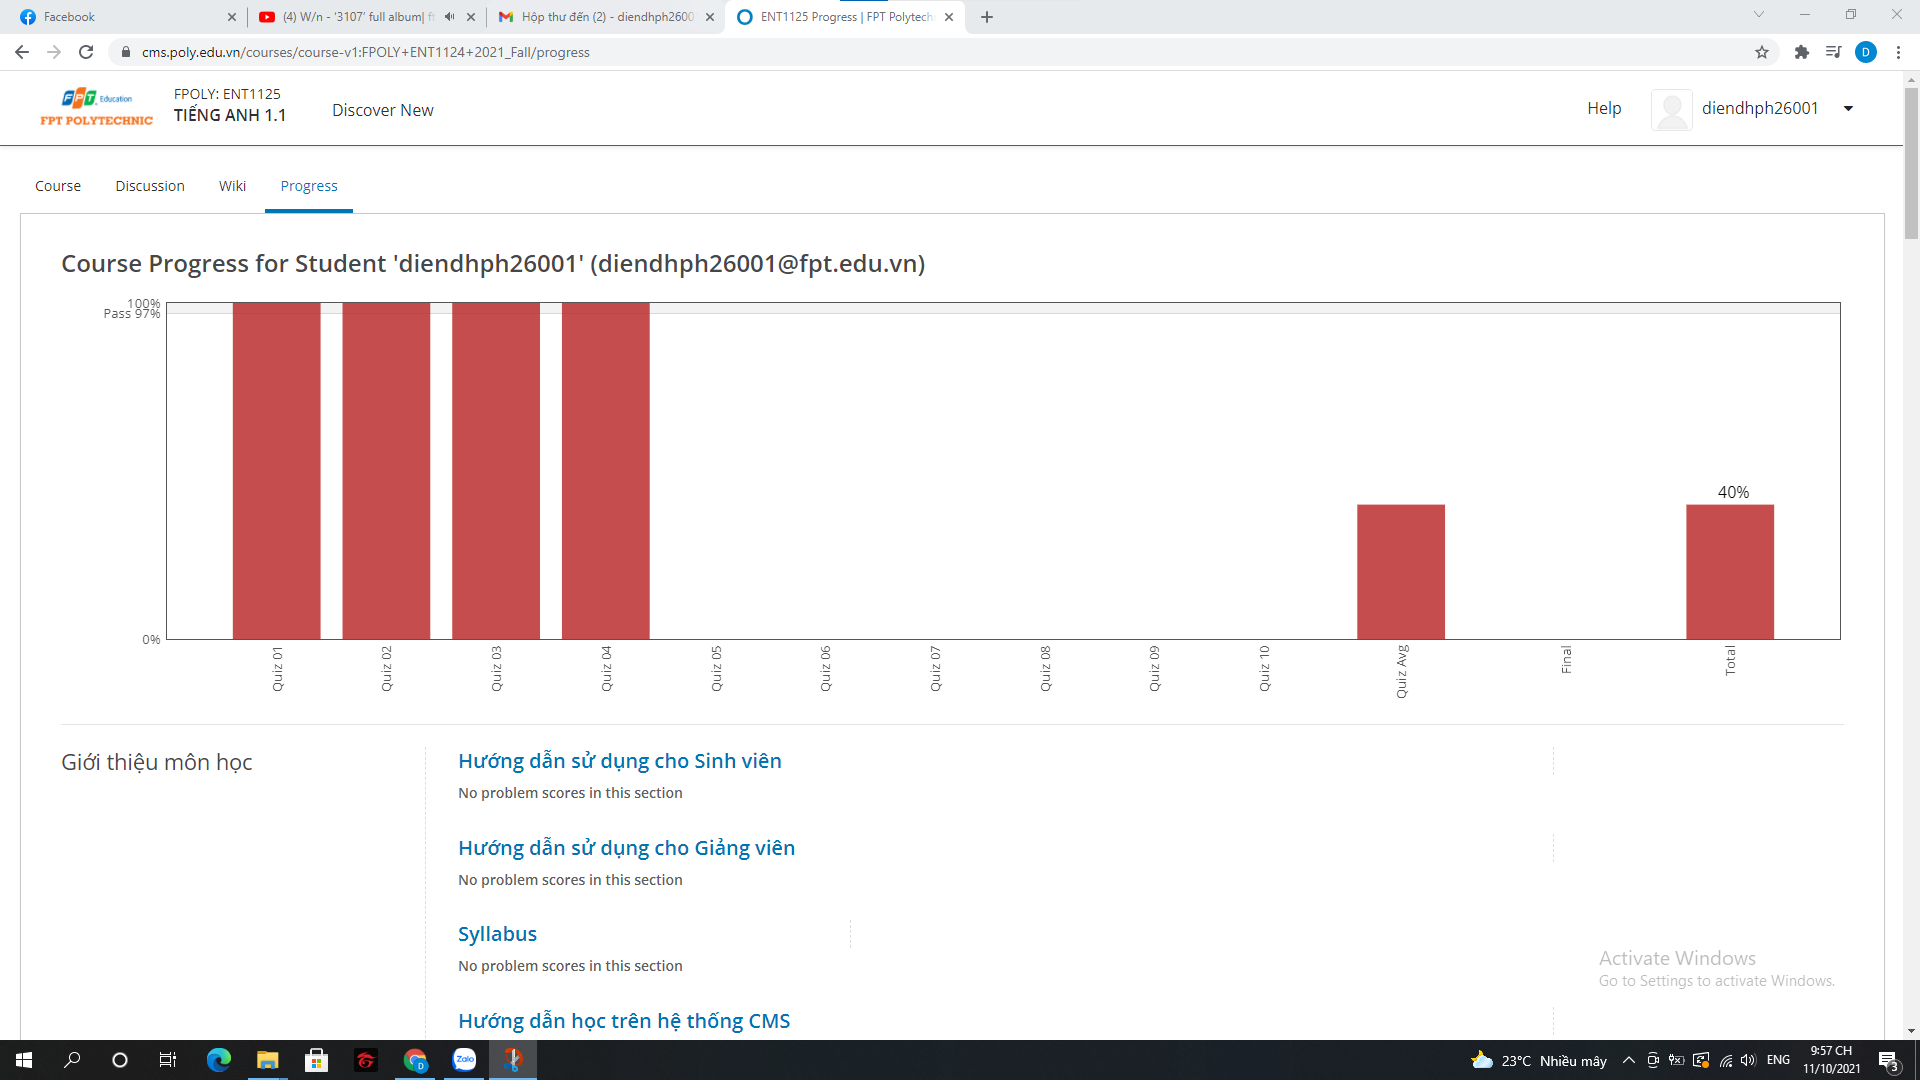 Facebook
(4) W/n - '3107' full album| f
Hộp thư đến (2) - diendhph2600
ENT1125 Progress | FPT Polytech
cms.poly.edu.vn/courses/course-v1:FPOLY+ENT1124+2021_Fall/progress
D
FPT Education
FPT POLYTECHNIC
FPOLY: ENT1125
TIẾNG ANH 1.1
Discover New
Help
diendhph26001
Course
Discussion
Wiki
Progress
Course Progress for Student 'diendhph26001' (diendhph26001@fpt.edu.vn)
100%
Pass 97%
0%
40%
Quiz 01
Quiz 02
Quiz 03
Quiz 04
Quiz 05
Quiz 06
Quiz 07
Quiz 08
Quiz 09
Quiz 10
Quiz Avg
Final
Total
Giới thiệu môn học
Hướng dẫn sử dụng cho Sinh viên
No problem scores in this section
Hướng dẫn sử dụng cho Giảng viên
No problem scores in this section
Syllabus
No problem scores in this section
Hướng dẫn học trên hệ thống CMS
Activate Windows
Go to Settings to activate Windows.
D
Zalo
23°C Nhiều mây
ENG
9:57 CH
11/10/2021
3